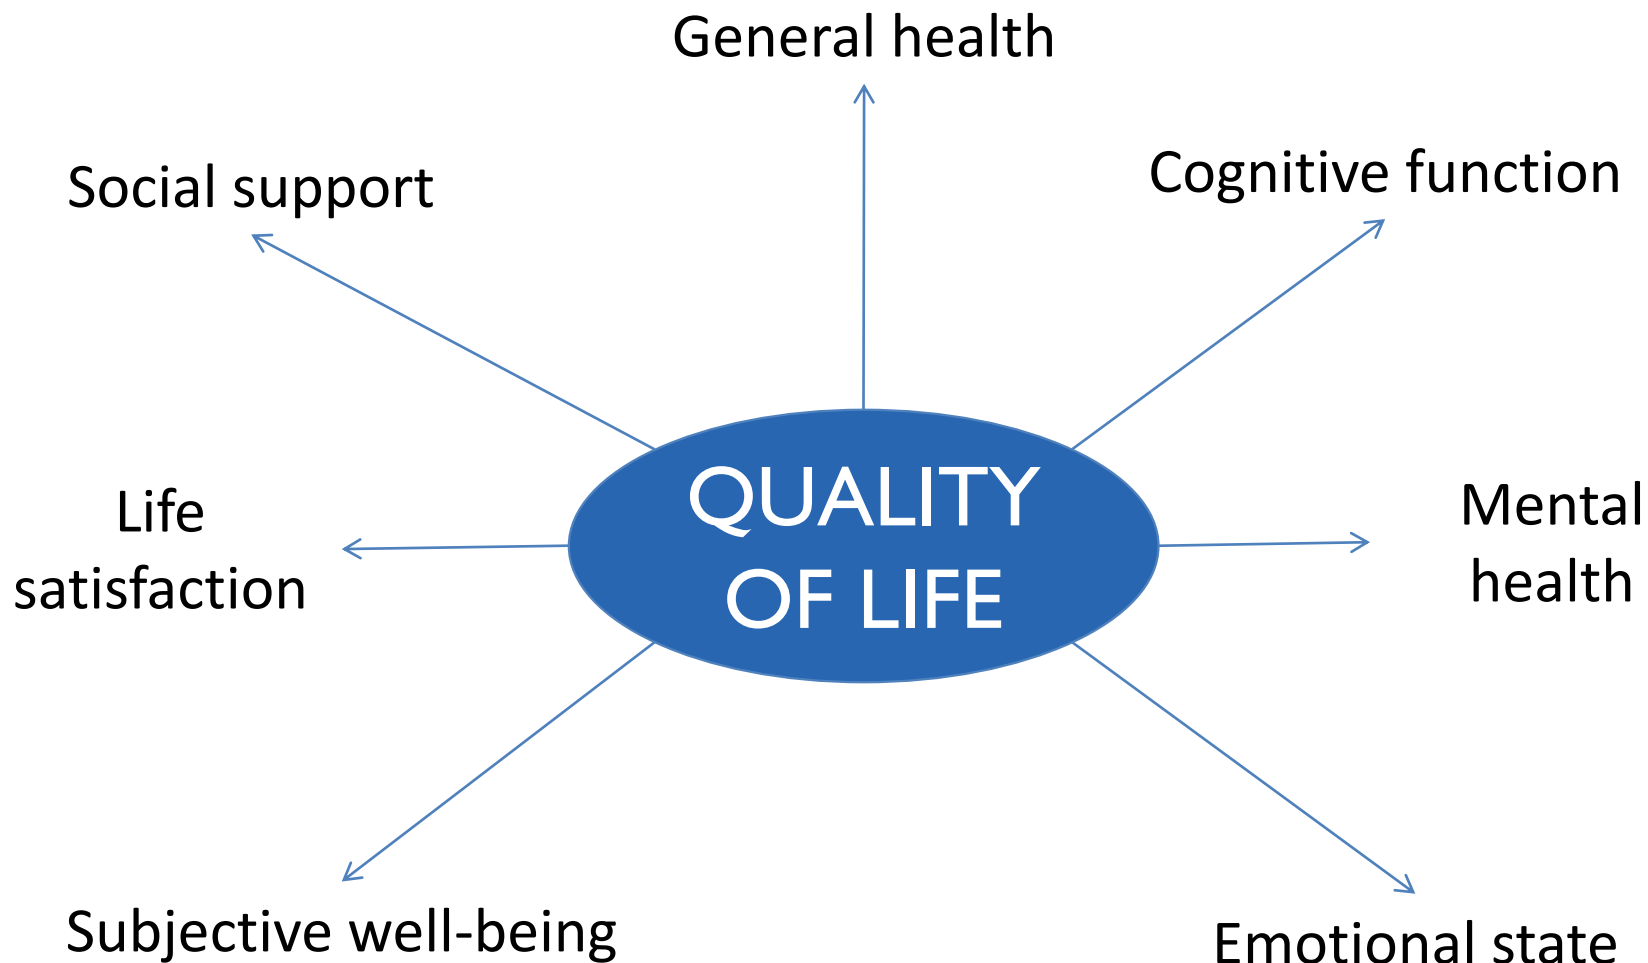 General health
Social support
Cognitive function
QUALITY
OF LIFE
Life
satisfaction
Mental
health
Subjective well-being
Emotional state